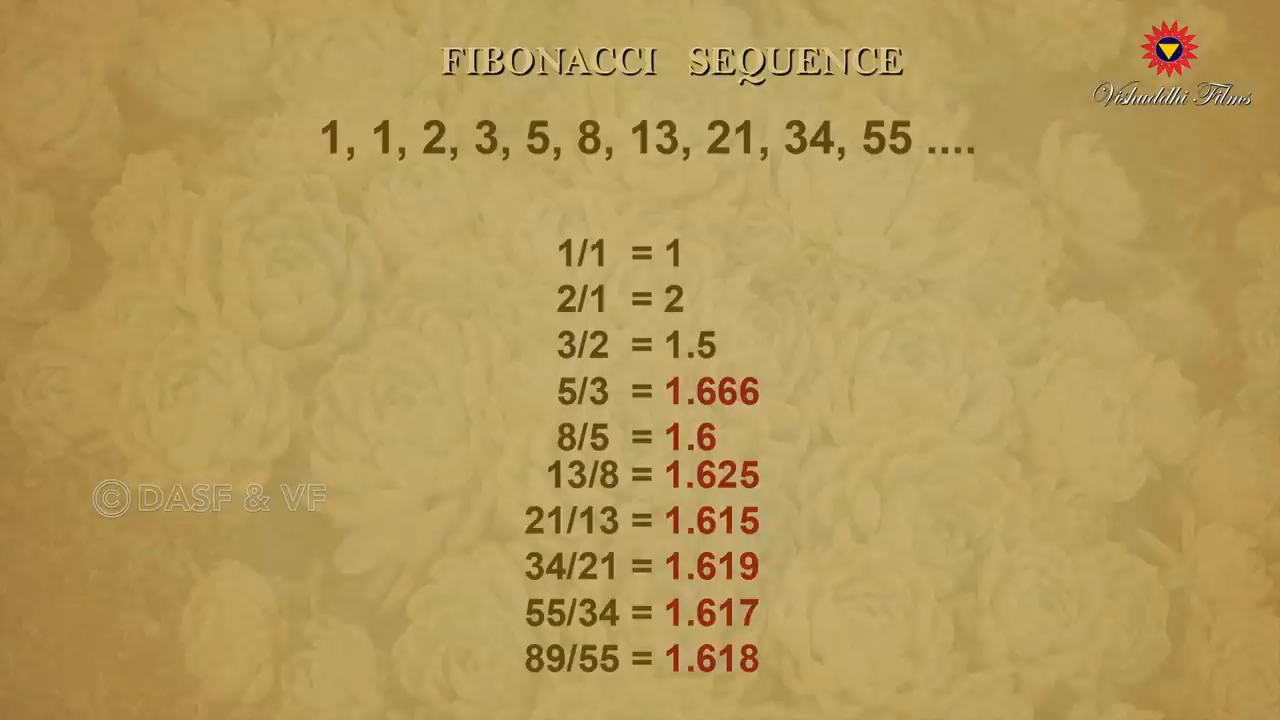 FIBONACCI SEQUENCE
Vishuddhi Films
1, 1, 2, 3, 5, 8, 13, 21, 34, 55 ....
1/1 = 1
2/1 = 2
3/2 = 1.5
5/3 = 1.666
8/5 = 1.6
13/8 = 1.625
© DASF & VF
21/13 = 1.615
34/21 = 1.619
55/34 = 1.617
89/55 = 1.618